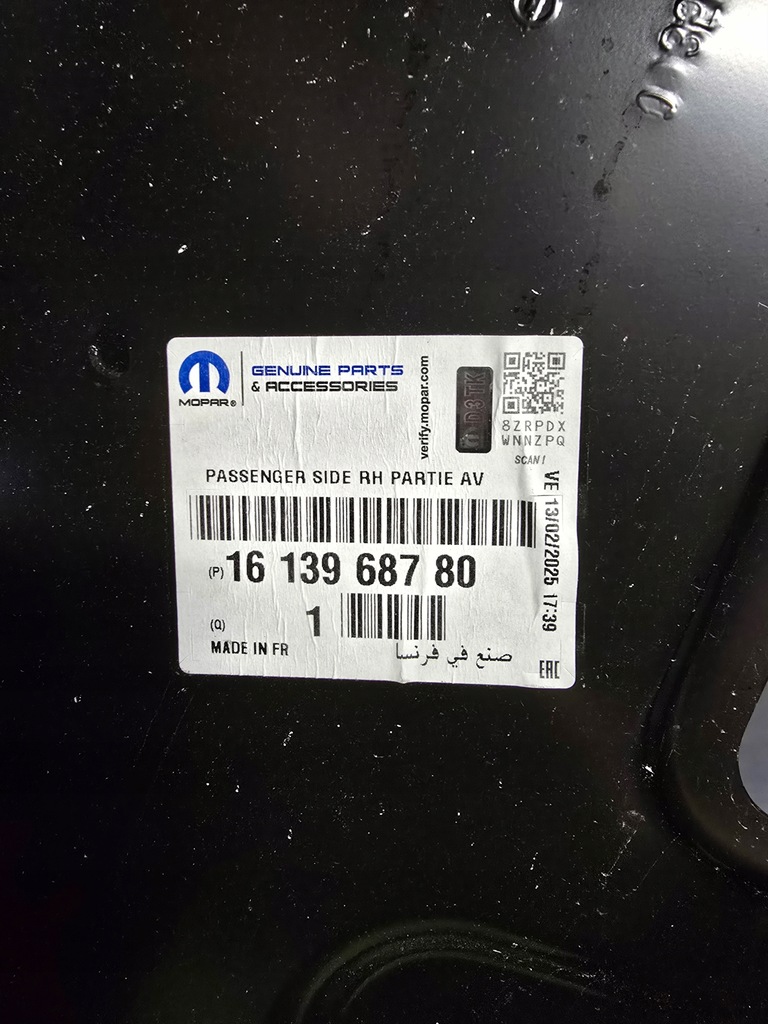 MOPAR®
GENUINE PARTS
& ACCESSORIES
verify.mopar.com
8ZRPDX
WNNZPQ
SCAN!
PASSENGER SIDE RH PARTIE AV
VE 13/02/2025 17:39
(P) 16 139 687 80
(Q) 1
MADE IN FR
صنع في فرنسا
EAC